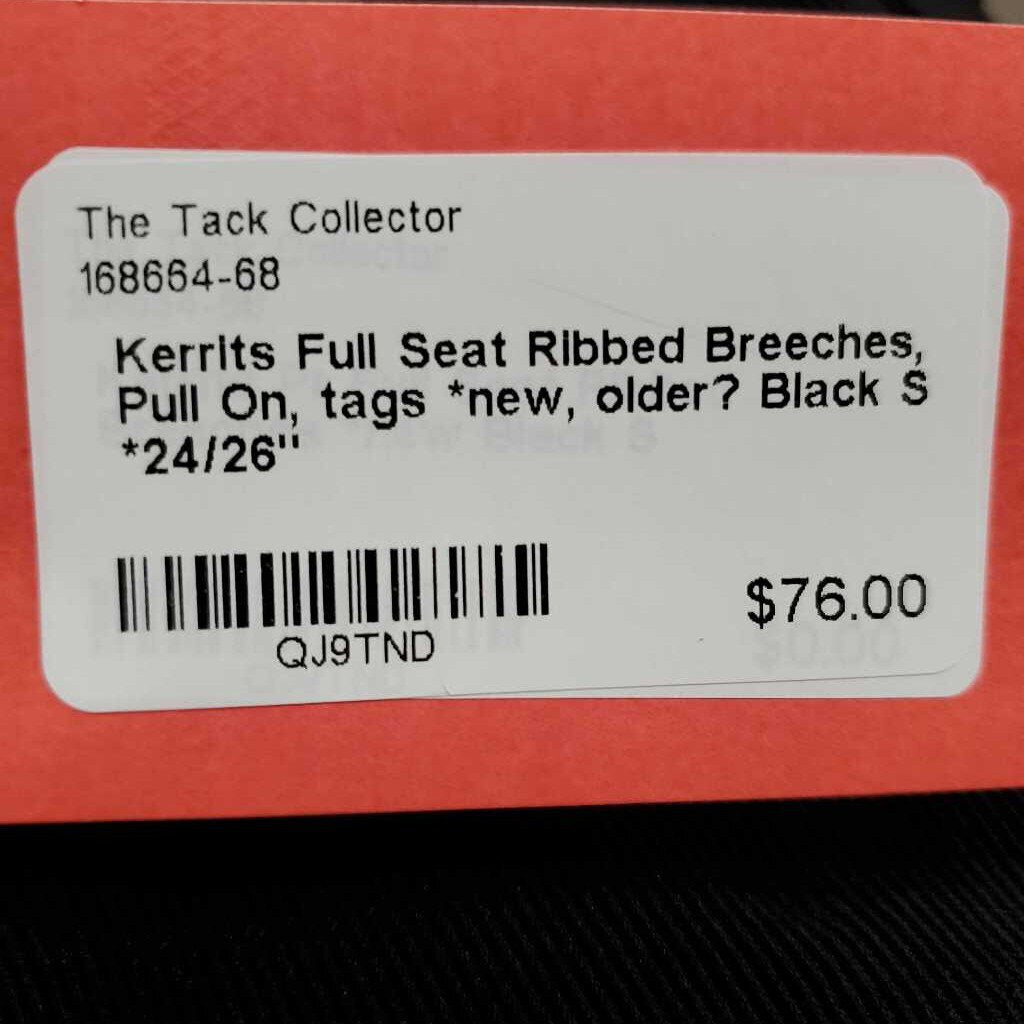 The Tack Collector
168664-68
Kerrits Full Seat Ribbed Breeches,
Pull On, tags *new, older? Black S
*24/26"
QJ9TND
$76.00